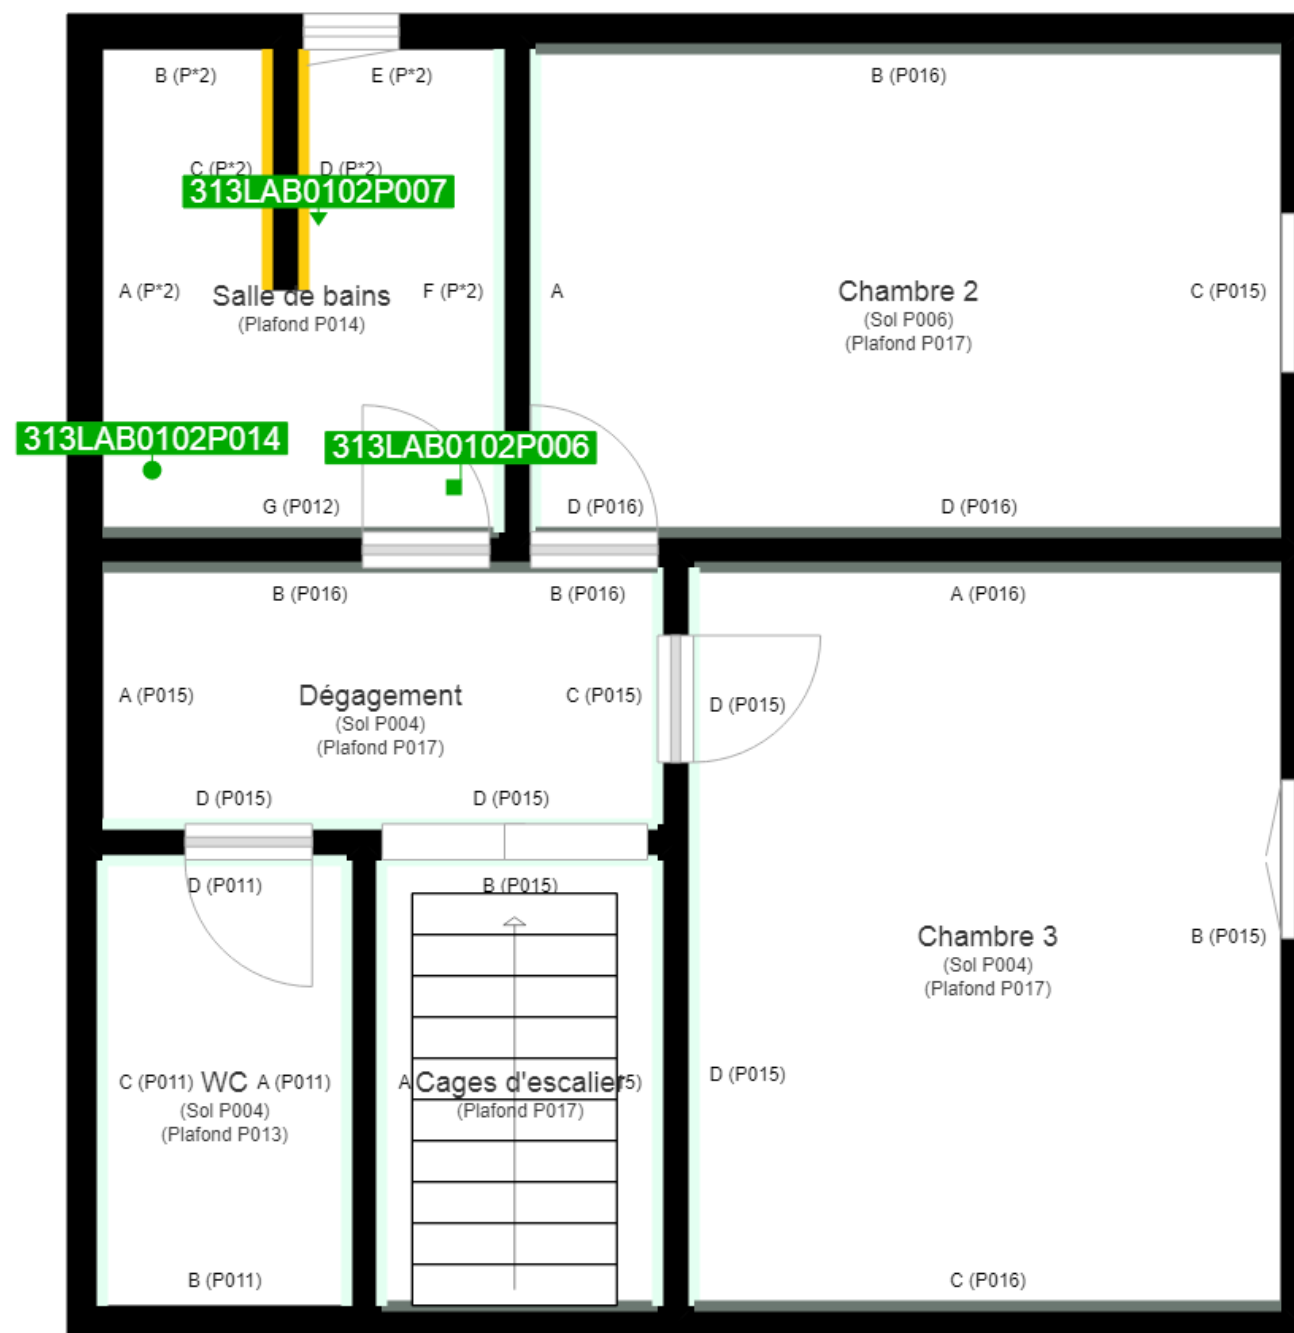 B (P*2)
E (P*2)
B (P016)
C (P*2)
D (P*2)
313LAB0102P007
A (P*2)
Salle de bains
(Plafond P014)
F (P*2)
A
Chambre 2
(Sol P006)
(Plafond P017)
C (P015)
313LAB0102P014
313LAB0102P006
G (P012)
D (P016)
D (P016)
B (P016)
B (P016)
A (P016)
A (P015)
Dégagement
(Sol P004)
(Plafond P017)
C (P015)
D (P015)
D (P015)
D (P015)
D (P011)
B (P015)
Chambre 3
(Sol P004)
(Plafond P017)
B (P015)
C (P011)
WC
A (P011)
(Sol P004)
(Plafond P013)
A
Cages d'escalier
5)
(Plafond P017)
D (P015)
B (P011)
C (P016)